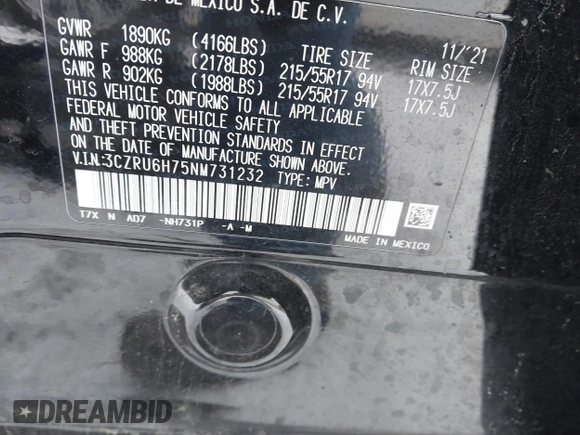 DE MEXICO S.A. DE C.V.
11/'21
GVWR 1890KG (4166LBS) TIRE SIZE RIM SIZE
GAWR F 988KG (2178LBS) 215/55R17 94V 17X7.5J
GAWR R 902KG (1988LBS) 215/55R17 94V 17X7.5J
THIS VEHICLE CONFORMS TO ALL APPLICABLE
FEDERAL MOTOR VEHICLE SAFETY
AND THEFT PREVENTION STANDARDS IN EFFECT
ON THE DATE OF MANUFACTURE SHOWN ABOVE.
V.I.N:3CZRU6H75NM731232 TYPE: MPV
T7X N AD7 -NH731P -A -M
MADE IN MEXICO
DREAMBID